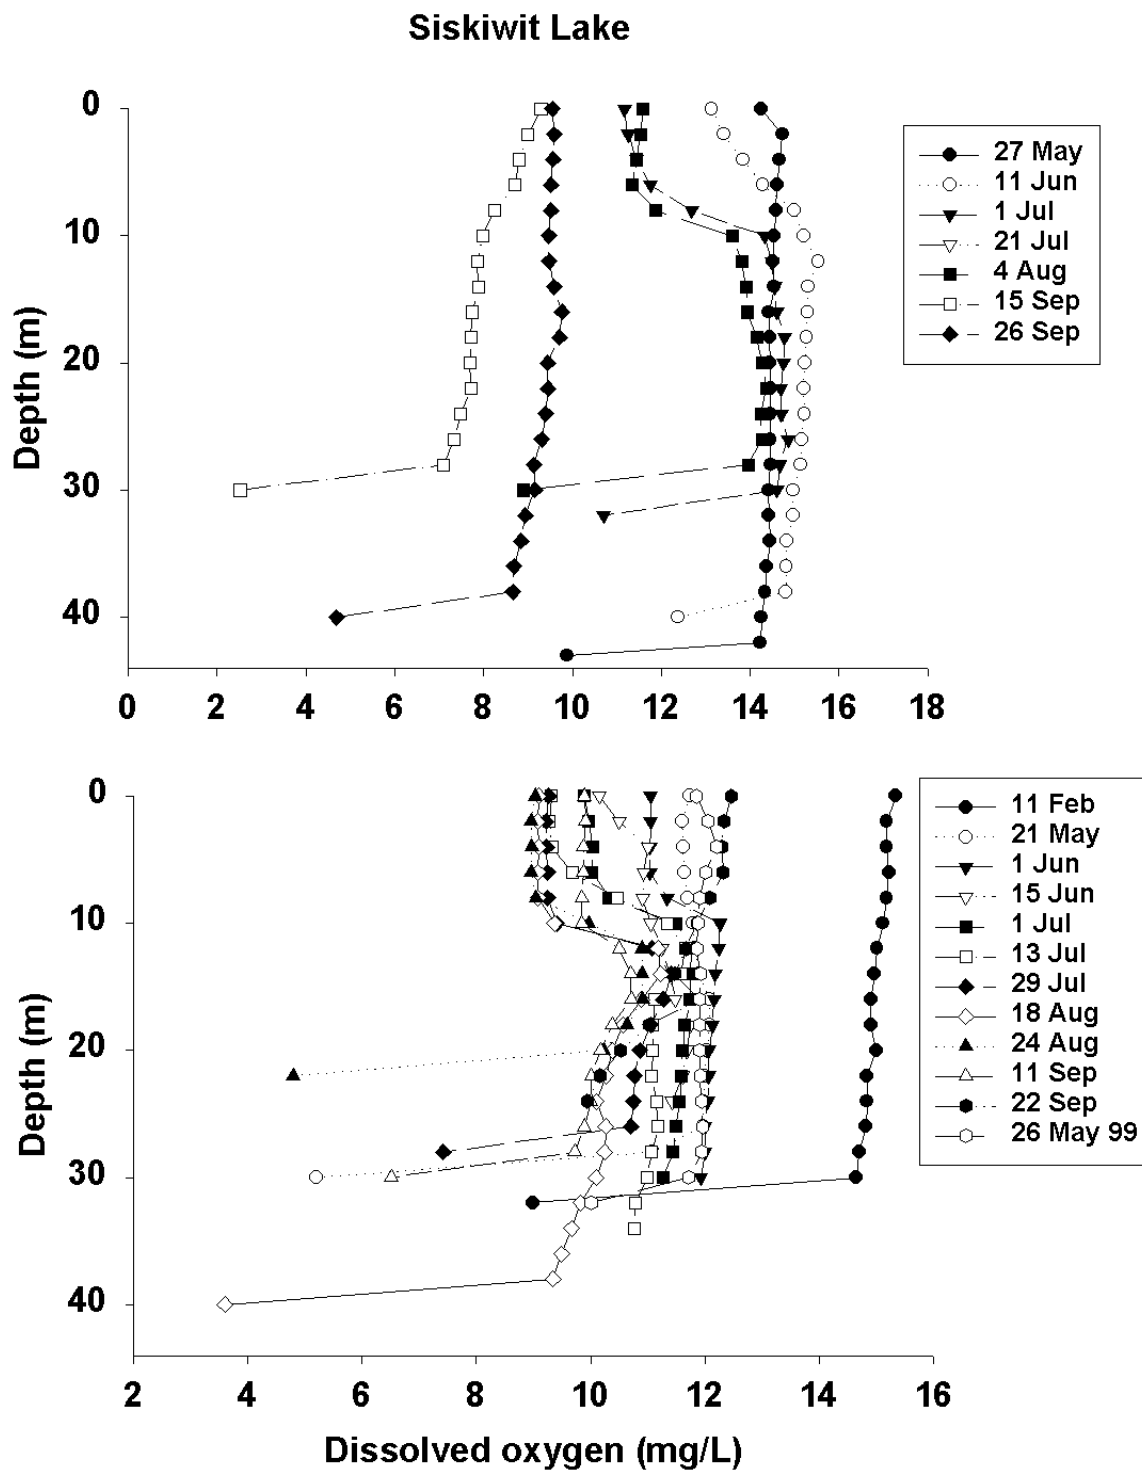 Siskiwit Lake
0
10
20
30
40
Depth (m)
0 2 4 6 8 10 12 14 16 18
27 May
11 Jun
1 Jul
21 Jul
4 Aug
15 Sep
26 Sep
0
10
20
30
40
Depth (m)
2 4 6 8 10 12 14 16
Dissolved oxygen (mg/L)
11 Feb
21 May
1 Jun
15 Jun
1 Jul
13 Jul
29 Jul
18 Aug
24 Aug
11 Sep
22 Sep
26 May 99